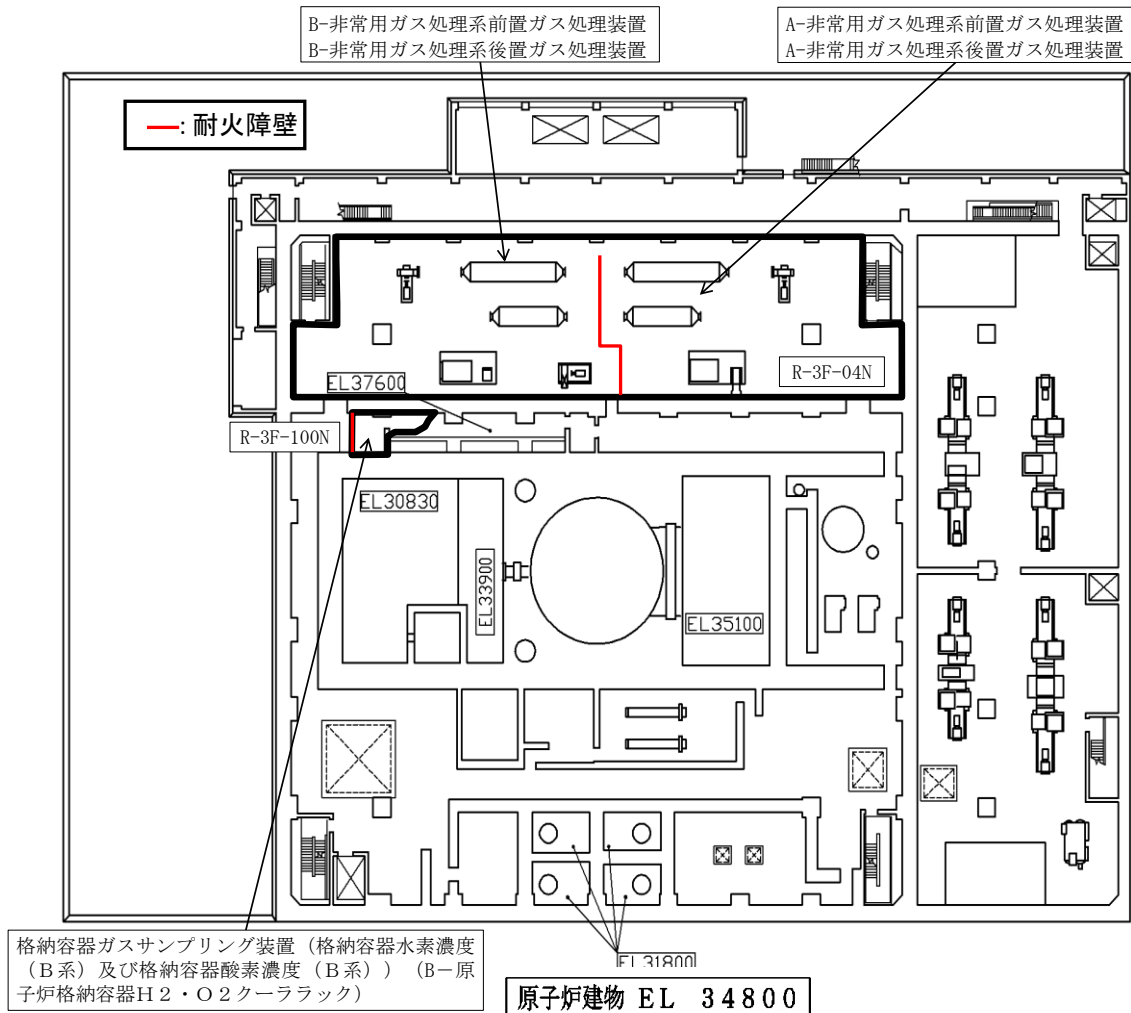 B-非常用ガス処理系前置ガス処理装置
B-非常用ガス処理系後置ガス処理装置
A-非常用ガス処理系前置ガス処理装置
A-非常用ガス処理系後置ガス処理装置
―: 耐火障壁
EL37600
R-3F-04N
R-3F-100N
EL30830
EL33900
EL35100
格納容器ガスサンプリング装置（格納容器水素濃度
（B系）及び格納容器酸素濃度（B系））（B－原
子炉格納容器H2・O2クーララック）
EL31800
原子炉建物 EL 34800